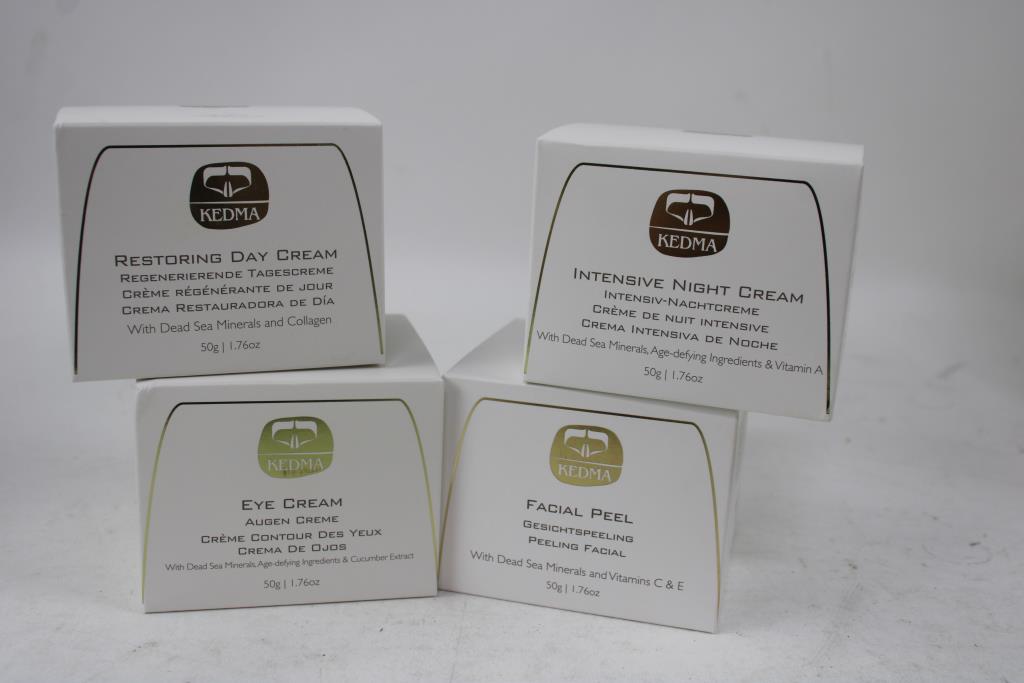 KEDMA
RESTORING DAY CREAM
REGENERIERENDE TAGESCREME
CRÈME RÉGÉNÉRANTE DE JOUR
CREMA RESTAURADORA DE DÍA
With Dead Sea Minerals and Collagen
50g | 1.76oz
KEDMA
INTENSIVE NIGHT CREAM
INTENSIV-NACHTCREME
CRÈME DE NUIT INTENSIVE
CREMA INTENSIVA DE NOCHE
With Dead Sea Minerals, Age-defying Ingredients & Vitamin A
50g | 1.76oz
KEDMA
EYE CREAM
AUGEN CREME
CRÈME CONTOUR DES YEUX
CREMA DE OJOS
With Dead Sea Minerals, Age-defying Ingredients & Cucumber Extract
50g | 1.76oz
KEDMA
FACIAL PEEL
GESICHTSPEELING
PEELING FACIAL
With Dead Sea Minerals and Vitamins C & E
50g | 1.76oz